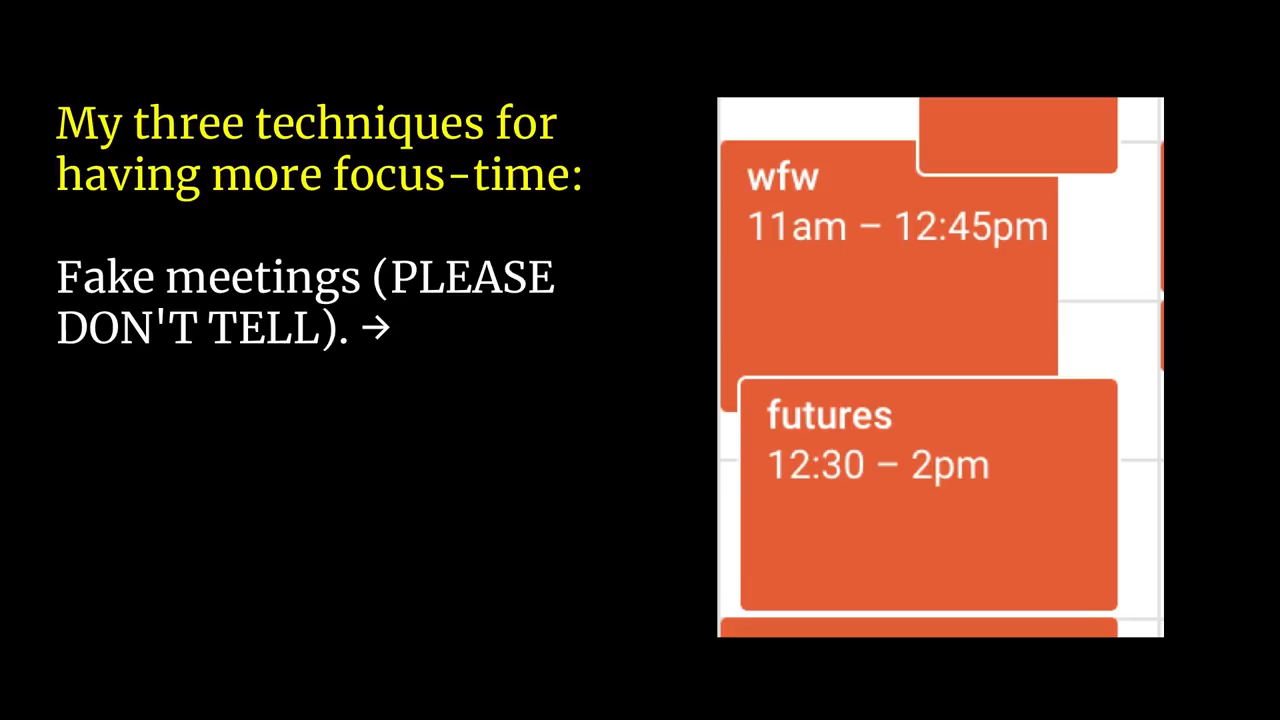 My three techniques for
having more focus-time:
Fake meetings (PLEASE
DON'T TELL). →
wfw
11am – 12:45pm
futures
12:30 – 2pm